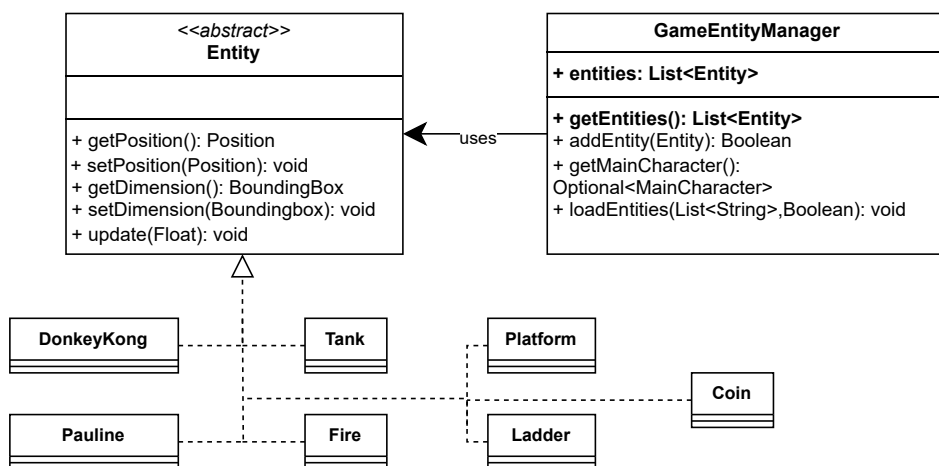 <<abstract>>
Entity
+ getPosition(): Position
+ setPosition(Position): void
+ getDimension(): BoundingBox
+ setDimension(Boundingbox): void
+ update(Float): void
uses
GameEntityManager
+ entities: List<Entity>
+ getEntities(): List<Entity>
+ addEntity(Entity): Boolean
+ getMainCharacter():
Optional<MainCharacter>
+ loadEntities(List<String>,Boolean): void
DonkeyKong
Tank
Platform
Coin
Pauline
Fire
Ladder